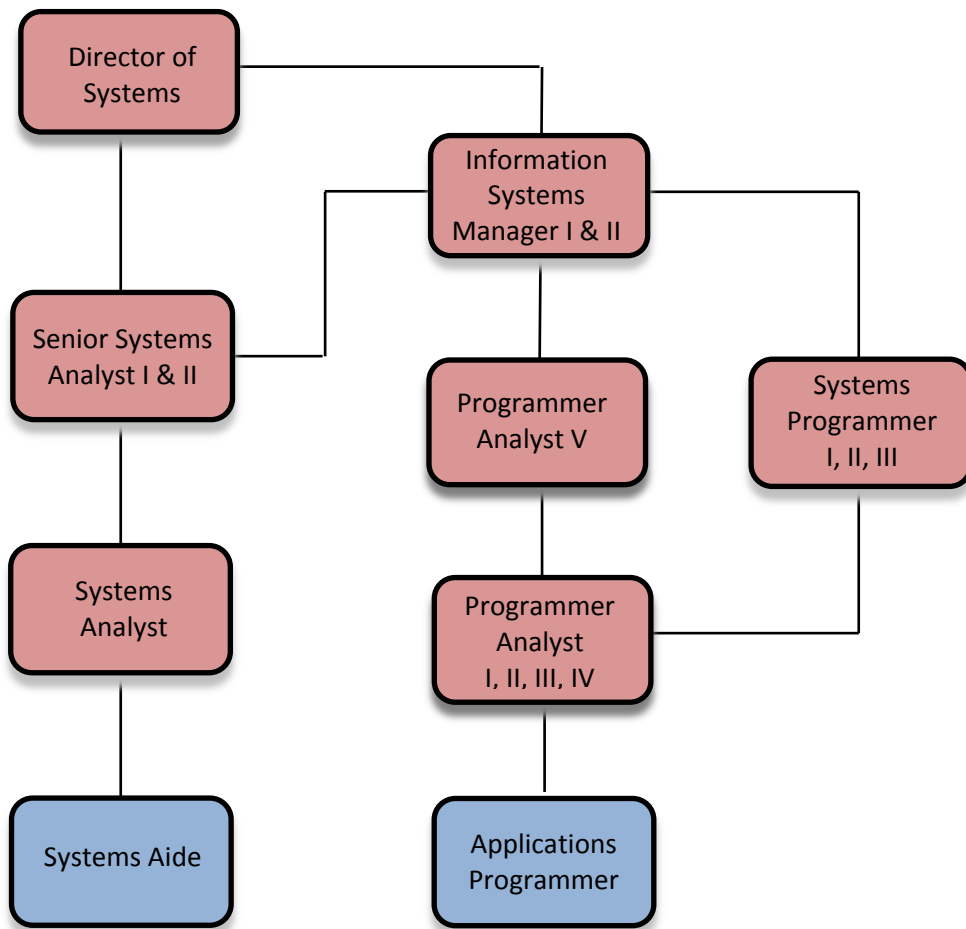 Director of
Systems
Information
Systems
Manager I & II
Senior Systems
Analyst I & II
Programmer
Analyst V
Systems
Programmer
I, II, III
Systems
Analyst
Programmer
Analyst
I, II, III, IV
Systems Aide
Applications
Programmer